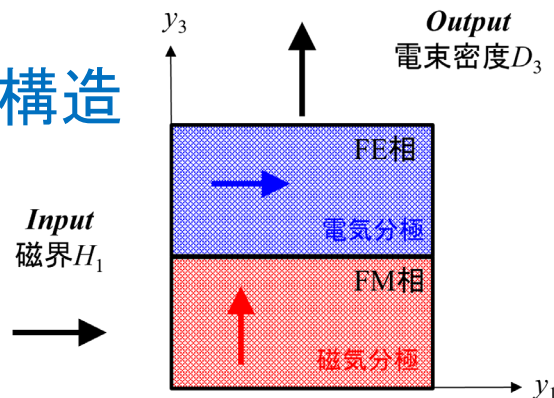 構造
y₃
Output
電束密度D₃
FE相
電気分極
Input
磁界H₁
FM相
磁気分極
y₁